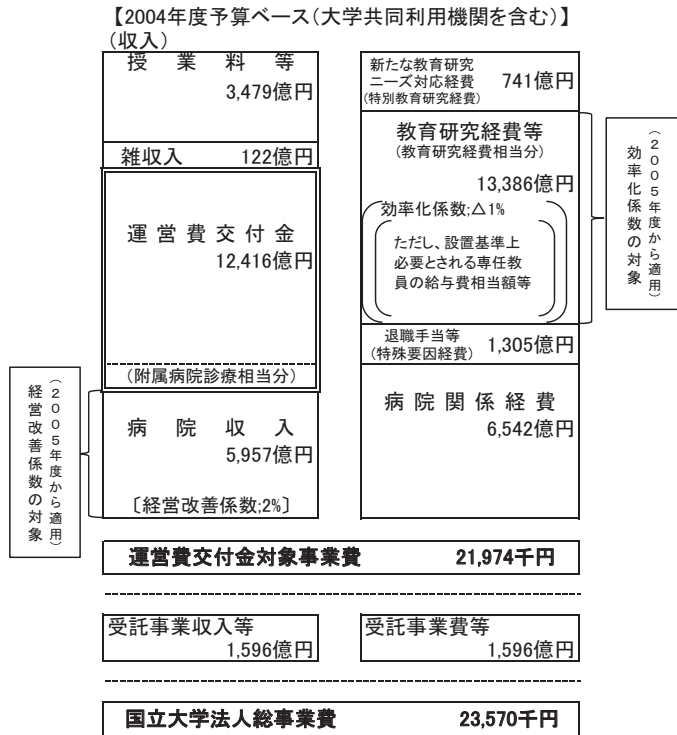 【2004年度予算ベース(大学共同利用機関を含む)】
(収入)
授業料等
3,479億円
雑収入 122億円
運営費交付金
12,416億円
(附属病院診療相当分)
病院収入
5,957億円
〔経営改善係数;2%〕
(2005年度から適用)
経営改善係数の対象
新たな教育研究
ニーズ対応経費
(特別教育研究経費)
741億円
教育研究経費等
(教育研究経費相当分)
13,386億円
効率化係数;△1%
ただし、設置基準上
必要とされる専任教
員の給与費相当額等
退職手当等
(特殊要因経費)
1,305億円
病院関係経費
6,542億円
(2005年度から適用)
効率化係数の対象
運営費交付金対象事業費 21,974千円
受託事業収入等
1,596億円
受託事業費等
1,596億円
国立大学法人総事業費 23,570千円